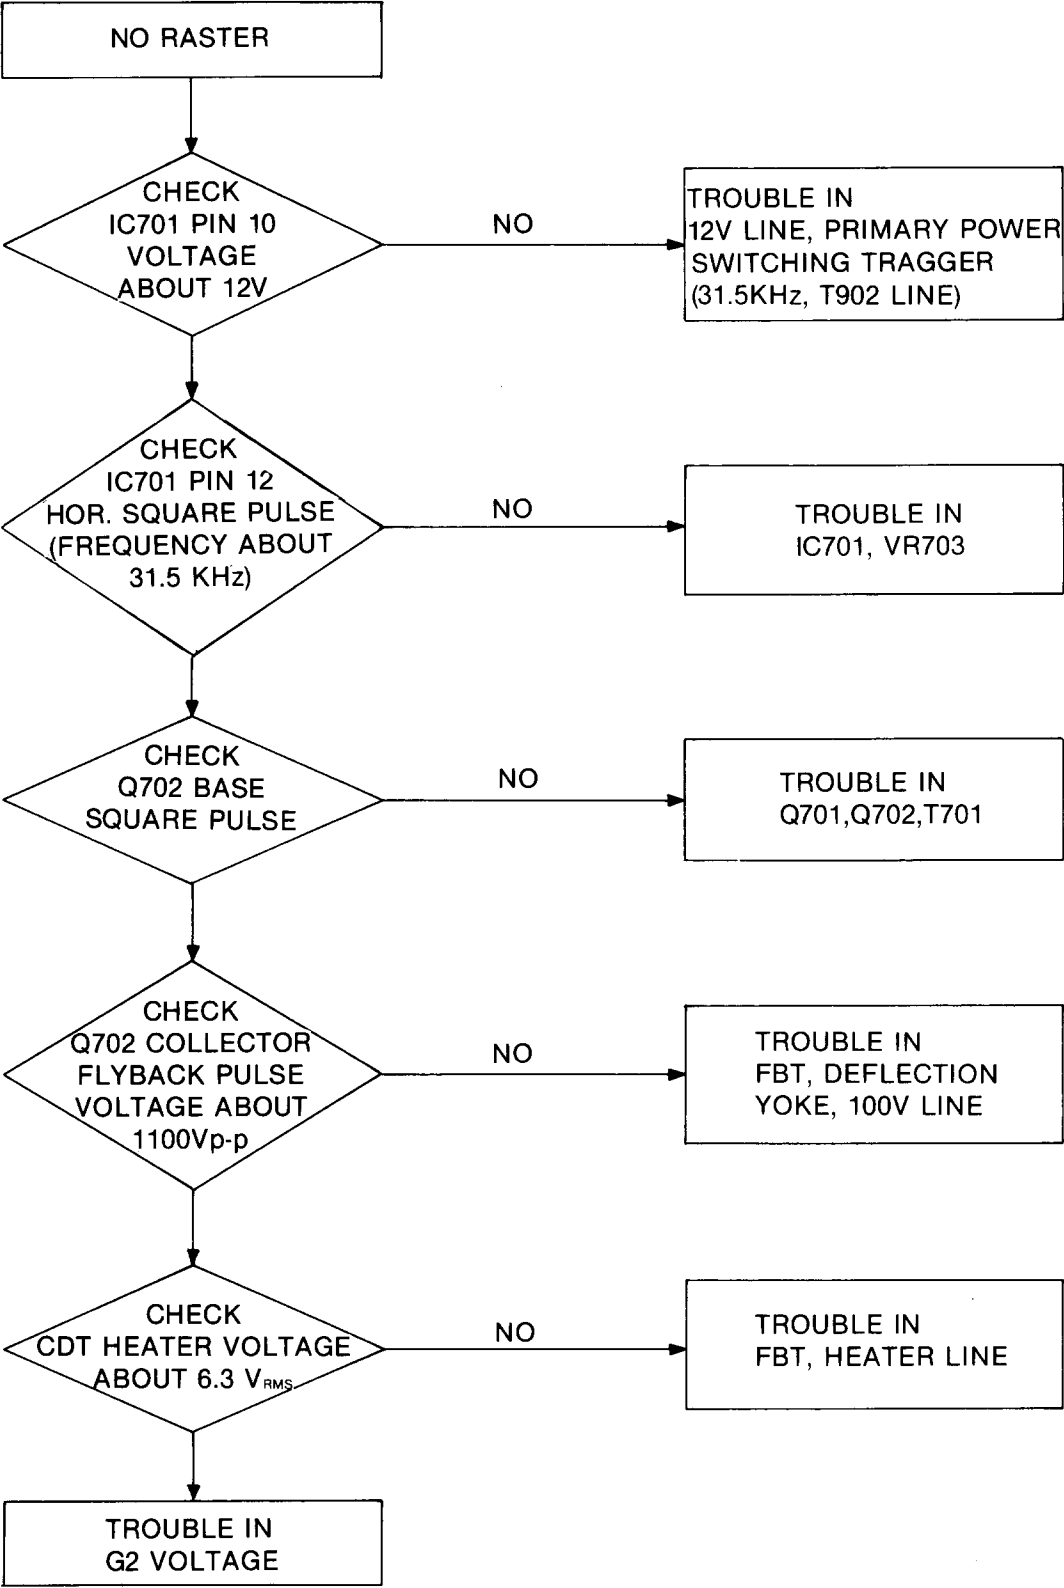 NO RASTER
CHECK
IC701 PIN 10
VOLTAGE
ABOUT 12V
NO
TROUBLE IN
12V LINE, PRIMARY POWER
SWITCHING TRAGGER
(31.5KHz, T902 LINE)
CHECK
IC701 PIN 12
HOR. SQUARE PULSE
(FREQUENCY ABOUT
31.5 KHz)
NO
TROUBLE IN
IC701, VR703
CHECK
Q702 BASE
SQUARE PULSE
NO
TROUBLE IN
Q701,Q702,T701
CHECK
Q702 COLLECTOR
FLYBACK PULSE
VOLTAGE ABOUT
1100Vp-p
NO
TROUBLE IN
FBT, DEFLECTION
YOKE, 100V LINE
CHECK
CDT HEATER VOLTAGE
ABOUT 6.3 VRMS
NO
TROUBLE IN
FBT, HEATER LINE
TROUBLE IN
G2 VOLTAGE